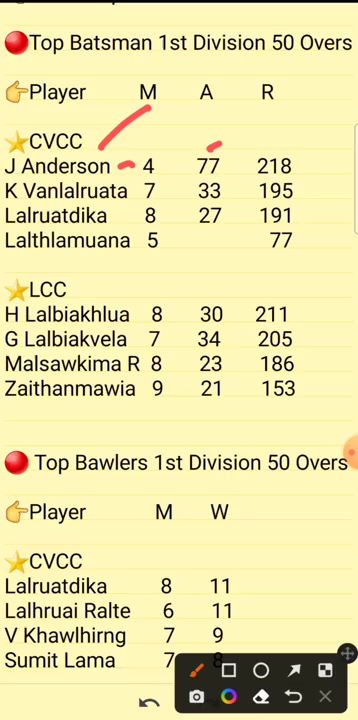 Top Batsman 1st Division 50 Overs
Player M A R
CVCC
J Anderson 4 77 218
K Vanlalruata 7 33 195
Lalruatdika 8 27 191
Lalthlamuana 5 77
LCC
H Lalbiakhlua 8 30 211
G Lalbiakvela 7 34 205
Malsawkima R 8 23 186
Zaithanmawia 9 21 153
Top Bawlers 1st Division 50 Overs
Player M W
CVCC
Lalruatdika 8 11
Lalhruai Ralte 6 11
V Khawlhirng 7 9
Sumit Lama 7 8